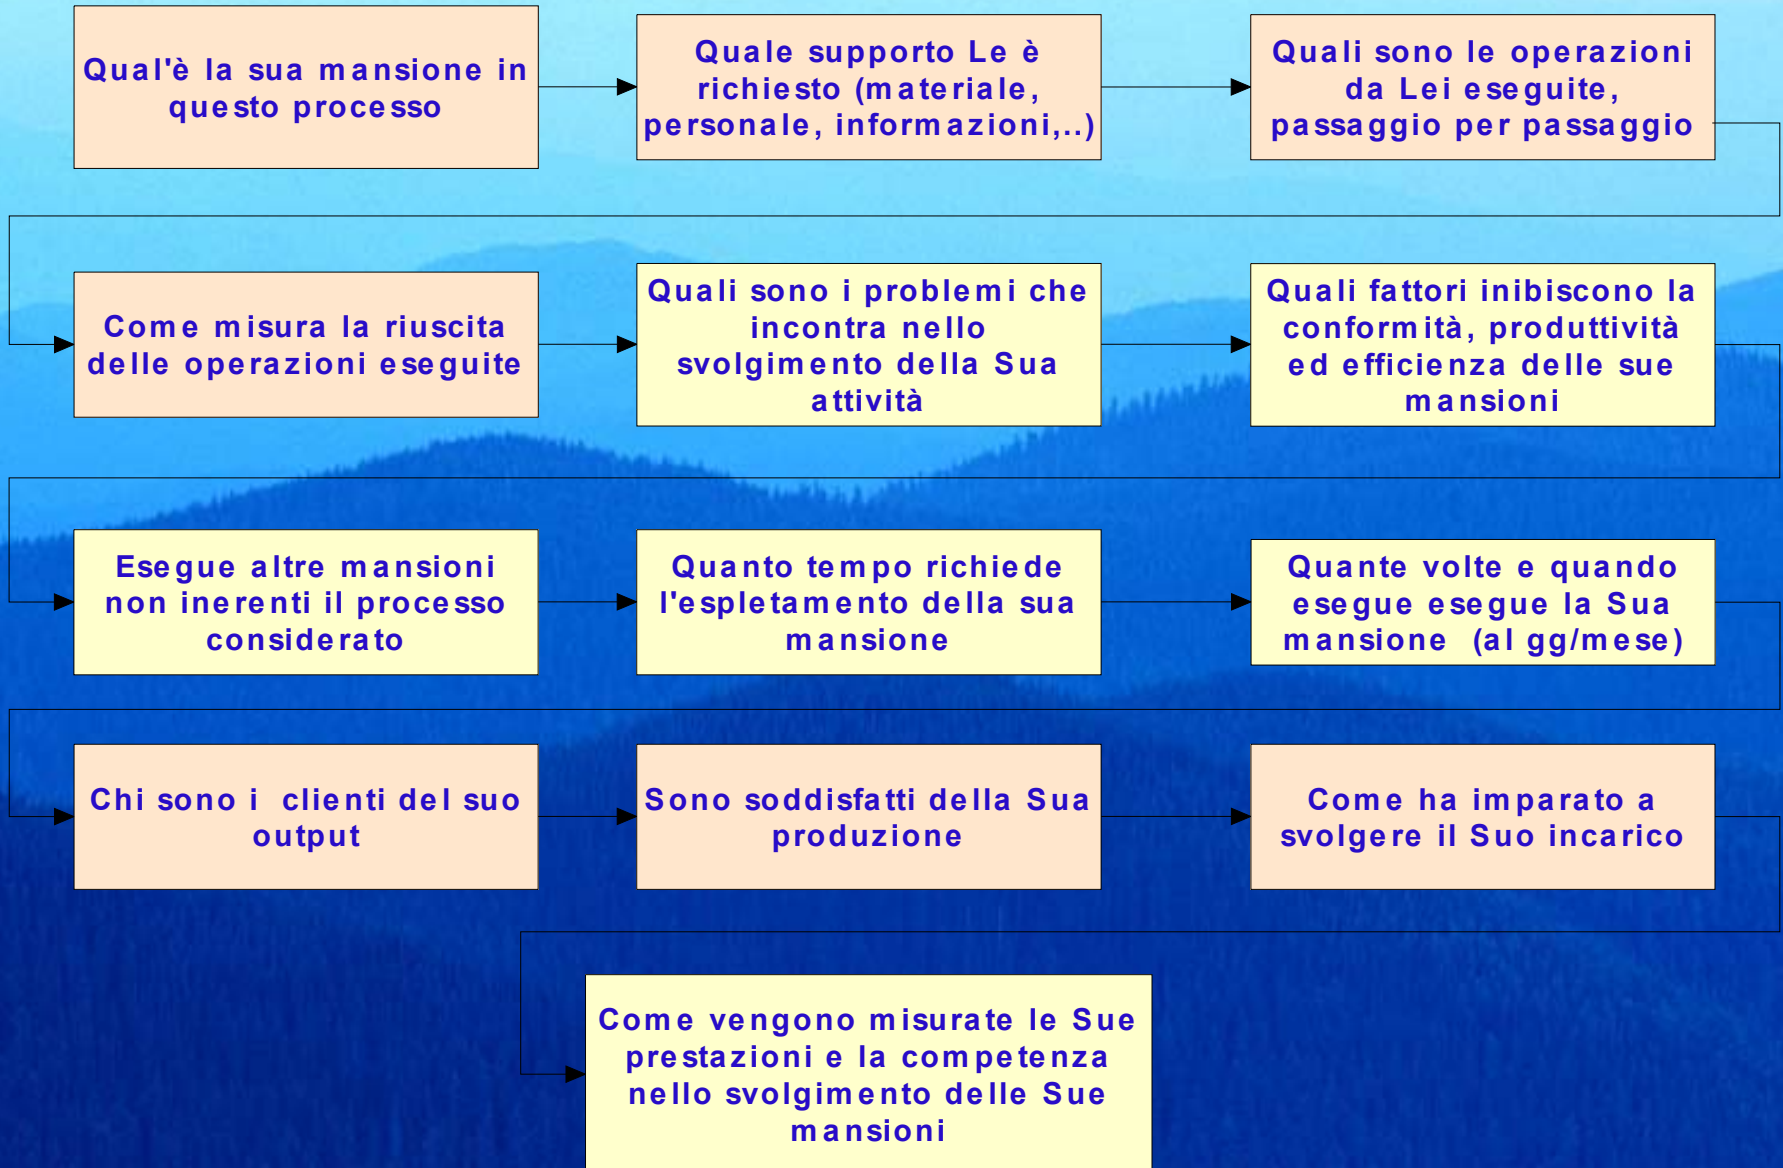 Qual'è la sua mansione in
questo processo
Quale supporto Le è
richiesto (materiale,
personale, informazioni,..)
Quali sono le operazioni
da Lei eseguite,
passaggio per passaggio
Come misura la riuscita
delle operazioni eseguite
Quali sono i problemi che
incontra nello
svolgimento della Sua
attività
Quali fattori inibiscono la
conformità, produttività
ed efficienza delle sue
mansioni
Esegue altre mansioni
non inerenti il processo
considerato
Quanto tempo richiede
l'espletamento della sua
mansione
Quante volte e quando
esegue esegue la Sua
mansione (al gg/mese)
Chi sono i clienti del suo
output
Sono soddisfatti della Sua
produzione
Come ha imparato a
svolgere il Suo incarico
Come vengono misurate le Sue
prestazioni e la competenza
nello svolgimento delle Sue
mansioni